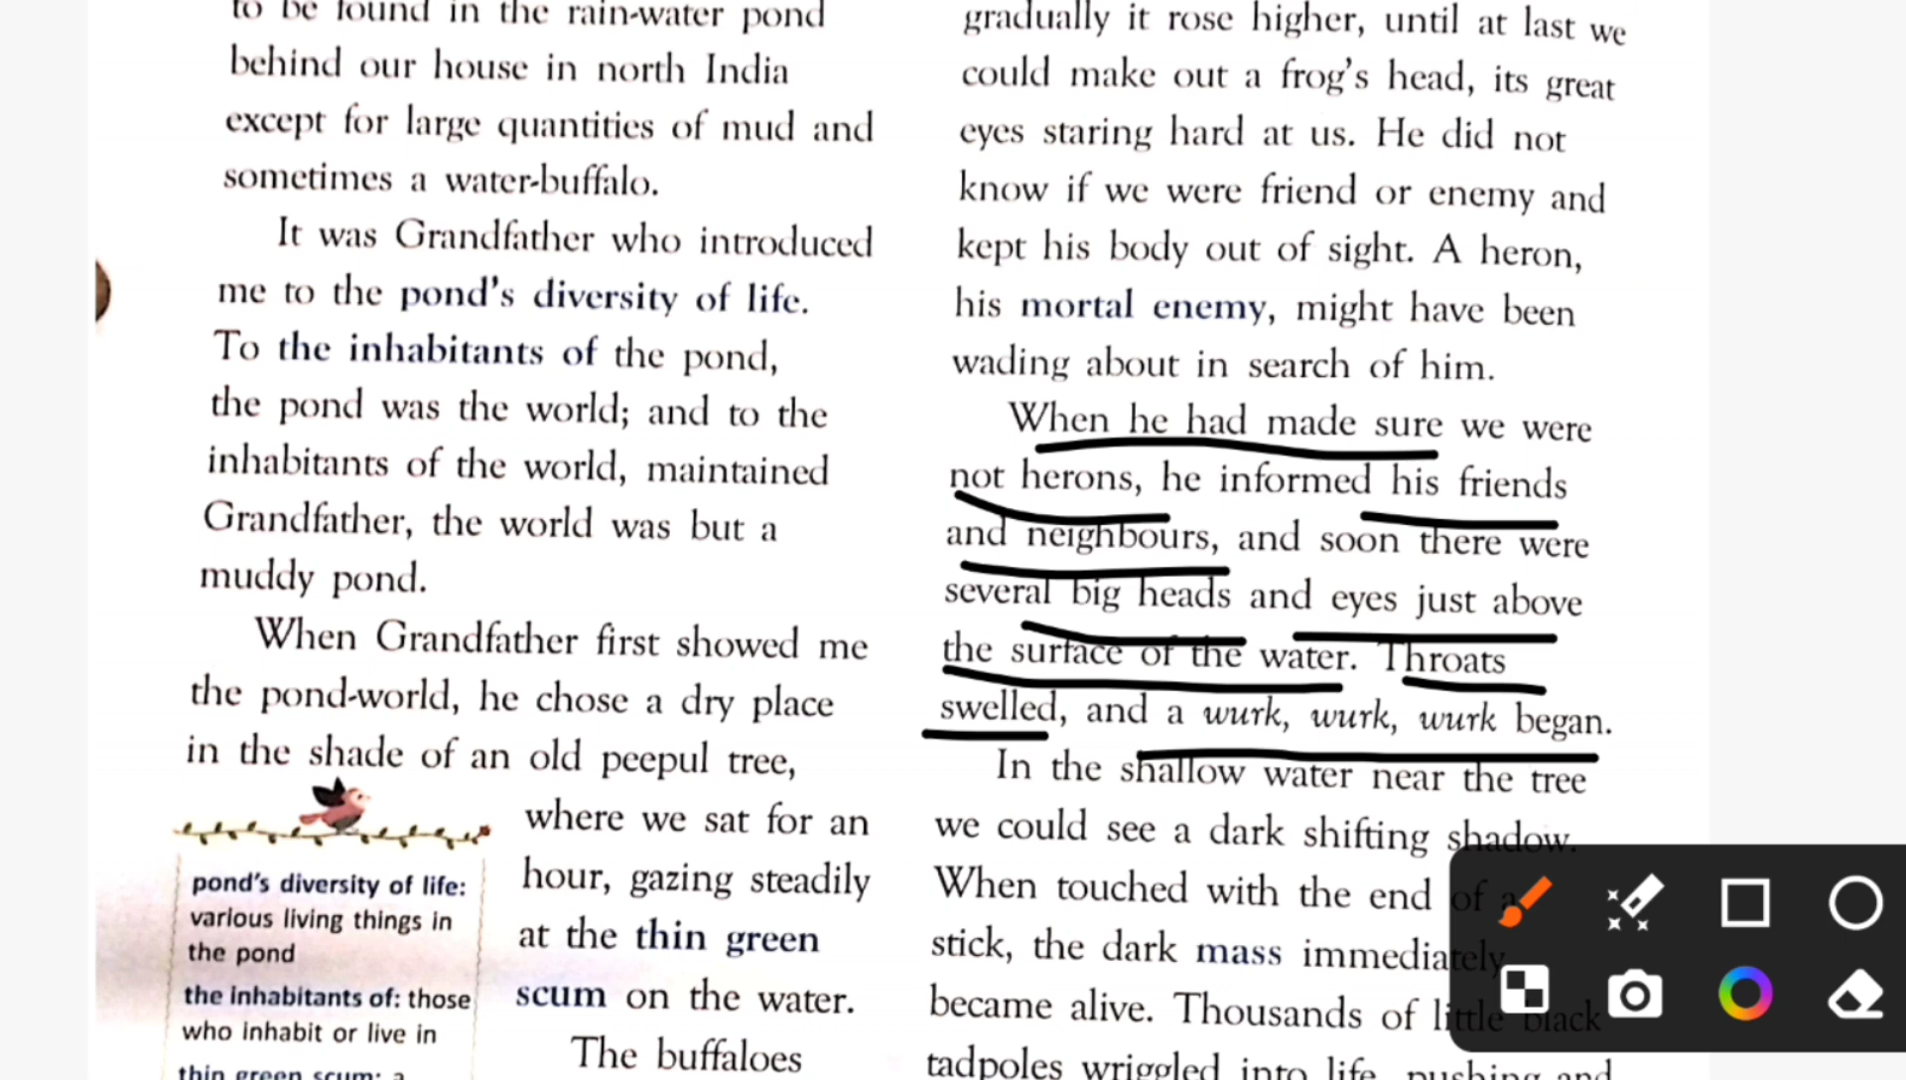 to be found in the rain-water pond
behind our house in north India
except for large quantities of mud and
sometimes a water-buffalo.
It was Grandfather who introduced
me to the pond's diversity of life.
To the inhabitants of the pond,
the pond was the world; and to the
inhabitants of the world, maintained
Grandfather, the world was but a
muddy pond.
When Grandfather first showed me
the pond-world, he chose a dry place
in the shade of an old peepul tree,
where we sat for an
hour, gazing steadily
at the thin green
scum on the water.
The buffaloes
pond's diversity of life:
various living things in
the pond
the inhabitants of: those
who inhabit or live in
thin green scum: a
gradually it rose higher, until at last we
could make out a frog's head, its great
eyes staring hard at us. He did not
know if we were friend or enemy and
kept his body out of sight. A heron,
his mortal enemy, might have been
wading about in search of him.
When he had made sure we were
not herons, he informed his friends
and neighbours, and soon there were
several big heads and eyes just above
the surface of the water. Throats
swelled, and a wurk, wurk, wurk began.
In the shallow water near the tree
we could see a dark shifting shadow.
When touched with the end of a
stick, the dark mass immediately
became alive. Thousands of little black
tadpoles wriggled into life, pushing and